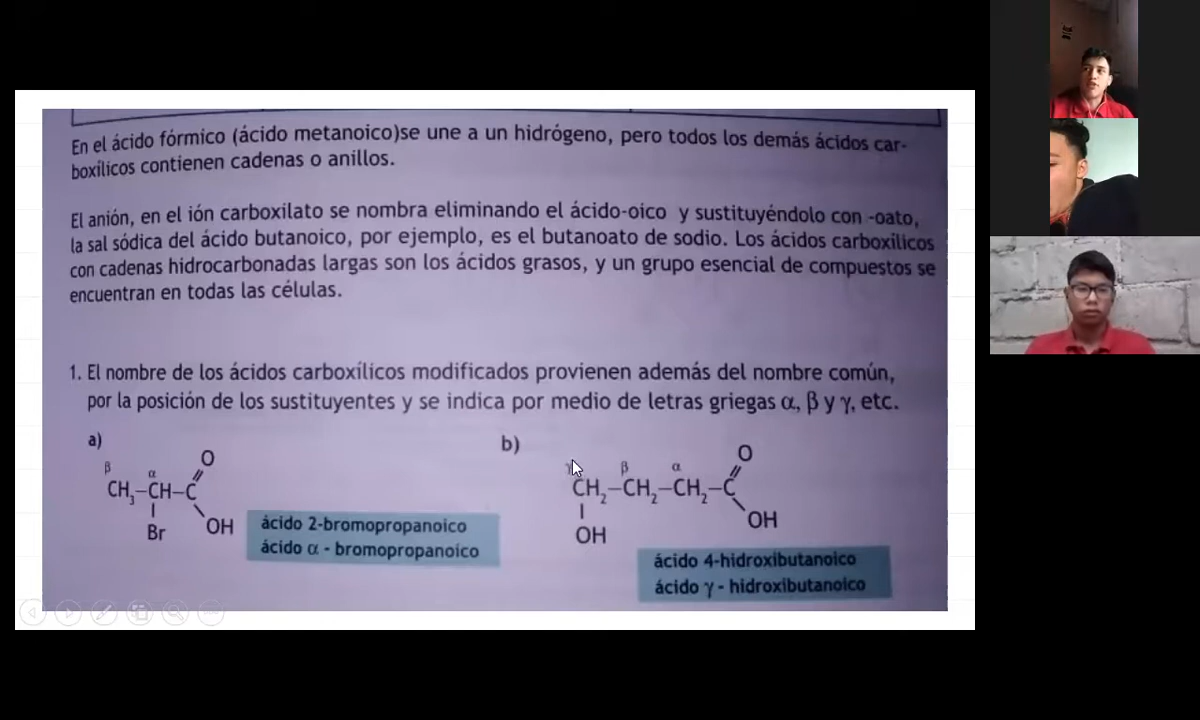 En el ácido fórmico (ácido metanoico)se une a un hidrógeno, pero todos los demás ácidos car-
boxílicos contienen cadenas o anillos.
El anión, en el ión carboxilato se nombra eliminando el ácido-oico y sustituyéndolo con -oato,
la sal sódica del ácido butanoico, por ejemplo, es el butanoato de sodio. Los ácidos carboxílicos
con cadenas hidrocarbonadas largas son los ácidos grasos, y un grupo esencial de compuestos se
encuentran en todas las células.
1. El nombre de los ácidos carboxílicos modificados provienen además del nombre común,
por la posición de los sustituyentes y se indica por medio de letras griegas α, β y γ, etc.
a)
β α O
CH₃-CH-C
Br OH
ácido 2-bromopropanoico
ácido α - bromopropanoico
b)
γ β α O
CH₂-CH₂-CH₂-C
OH OH
ácido 4-hidroxibutanoico
ácido γ - hidroxibutanoico